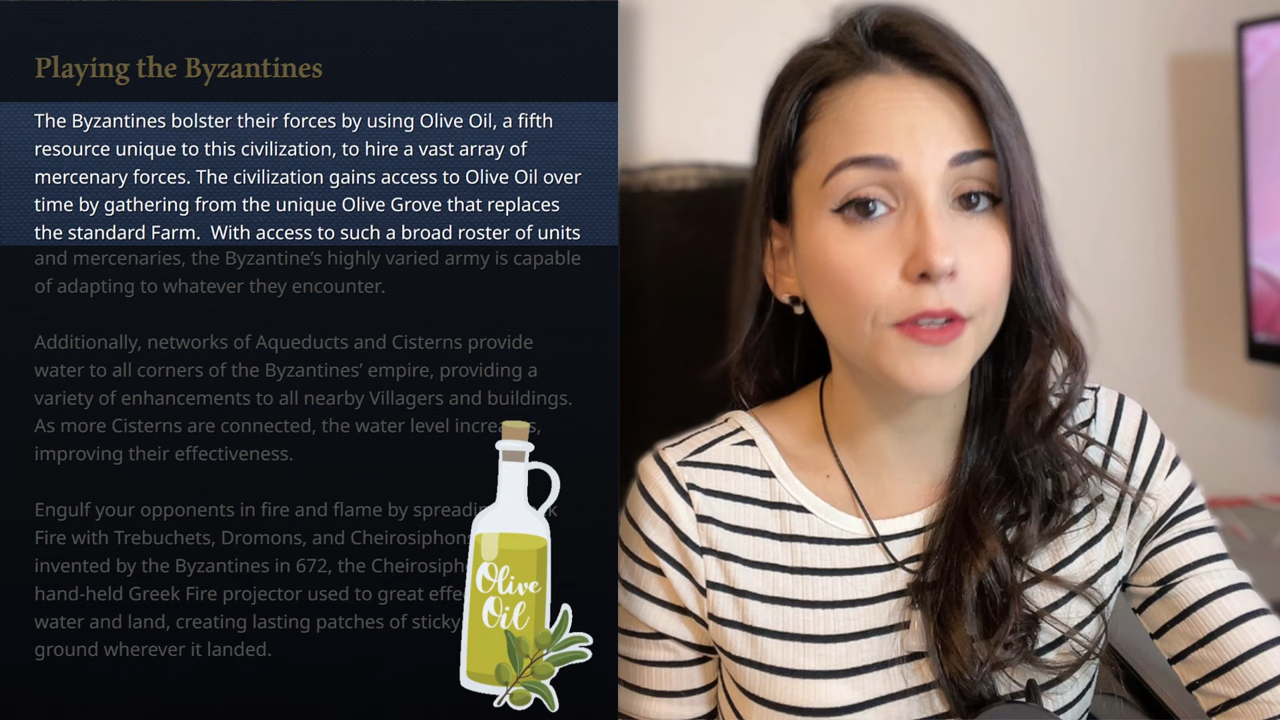 Playing the Byzantines
The Byzantines bolster their forces by using Olive Oil, a fifth
resource unique to this civilization, to hire a vast array of
mercenary forces. The civilization gains access to Olive Oil over
time by gathering from the unique Olive Grove that replaces
the standard Farm.  With access to such a broad roster of units
and mercenaries, the Byzantine's highly varied army is capable
of adapting to whatever they encounter.
Additionally, networks of Aqueducts and Cisterns provide
water to all corners of the Byzantines' empire, providing a
variety of enhancements to all nearby Villagers and buildings.
As more Cisterns are connected, the water level
improving their effectiveness.
Engulf your opponents in fire and flame by
Fire with Trebuchets, Dromons, and
invented by the Byzantines in 672, the
hand-held Greek Fire projector used to great
water and land, creating lasting patches of sticky
ground wherever it landed.
Olive
Oil